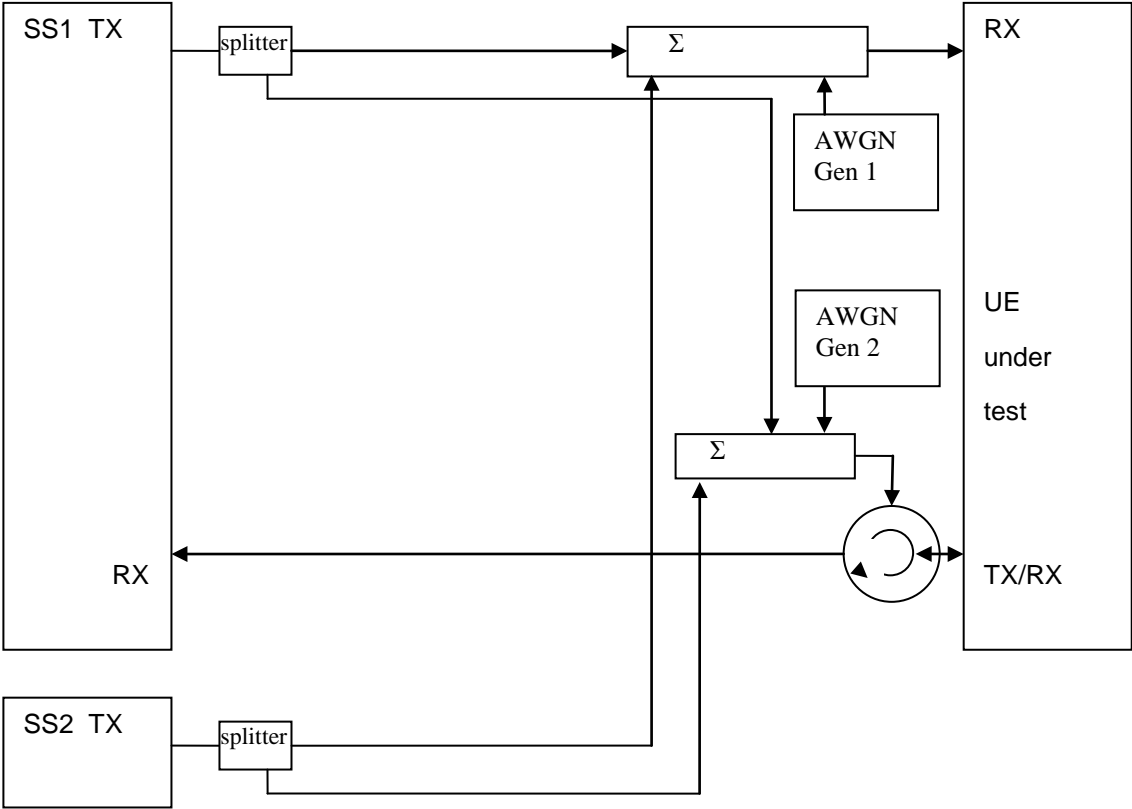 SS1 TX
splitter
Σ
RX
AWGN
Gen 1
AWGN
Gen 2
UE
under
test
Σ
RX
TX/RX
SS2 TX
splitter